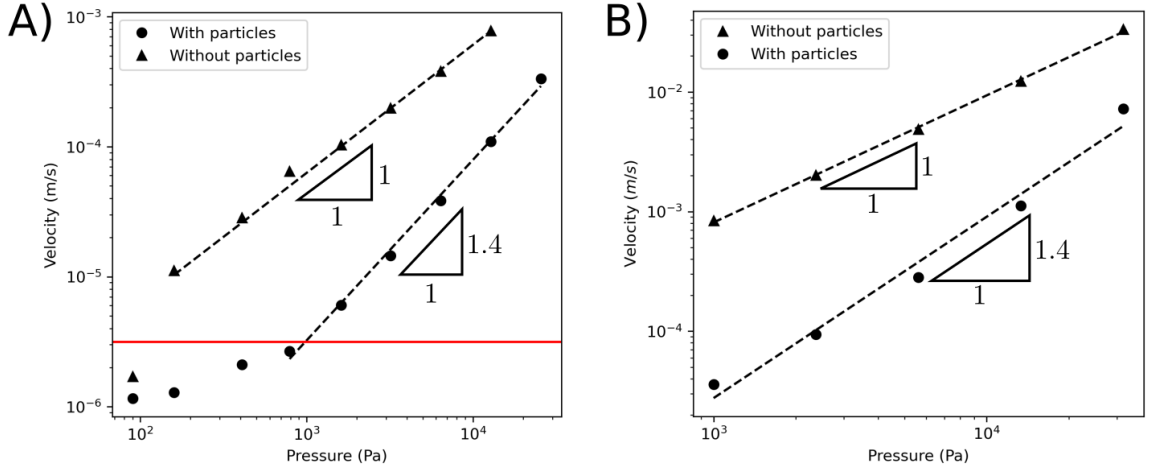 A)
With particles
Without particles
Velocity (m/s)
10⁻³
10⁻⁴
10⁻⁵
10⁻⁶
1
1
1.4
1
10²
10³
10⁴
Pressure (Pa)
B)
Without particles
With particles
Velocity (m/s)
10⁻²
10⁻³
10⁻⁴
1
1
1.4
1
10³
10⁴
Pressure (Pa)